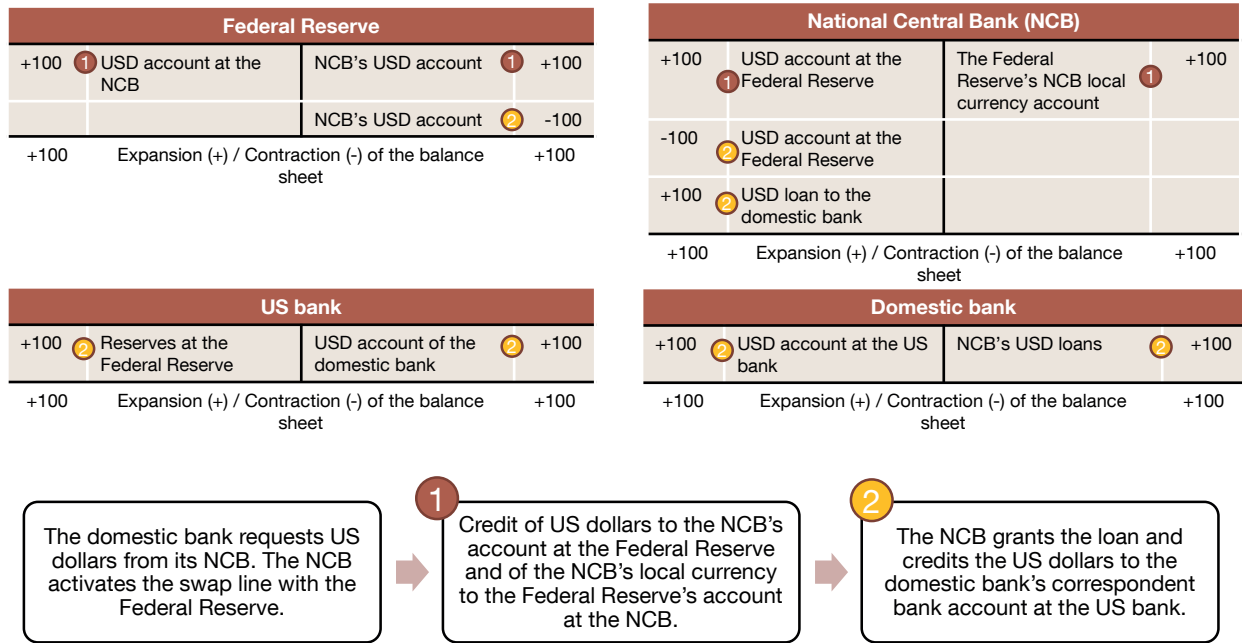 Federal Reserve
+100 1 USD account at the NCB's USD account 1 +100
NCB
NCB's USD account 2 -100
+100 Expansion (+) / Contraction (-) of the balance +100
sheet
National Central Bank (NCB)
+100 USD account at the The Federal +100
1 Federal Reserve Reserve's NCB local 1
currency account
-100 USD account at the
2 Federal Reserve
+100 2 USD loan to the
domestic bank
+100 Expansion (+) / Contraction (-) of the balance +100
sheet
US bank
+100 2 Reserves at the USD account of the 2 +100
Federal Reserve domestic bank
+100 Expansion (+) / Contraction (-) of the balance +100
sheet
Domestic bank
+100 2 USD account at the US NCB's USD loans 2 +100
bank
+100 Expansion (+) / Contraction (-) of the balance +100
sheet
The domestic bank requests US
dollars from its NCB. The NCB
activates the swap line with the
Federal Reserve.
1
Credit of US dollars to the NCB's
account at the Federal Reserve
and of the NCB's local currency
to the Federal Reserve's account
at the NCB.
2
The NCB grants the loan and
credits the US dollars to the
domestic bank's correspondent
bank account at the US bank.